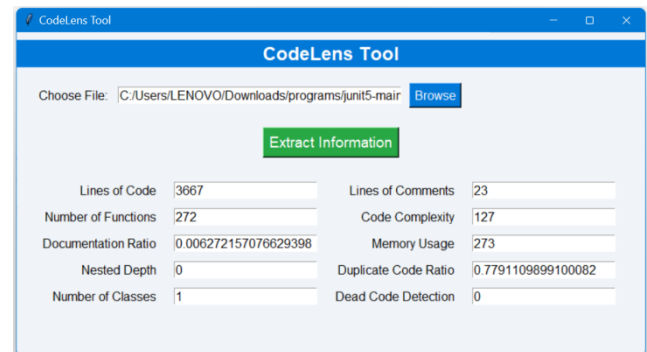 CodeLens Tool
CodeLens Tool
Choose File: C:/Users/LENOVO/Downloads/programs/junit5-mair Browse
Extract Information
Lines of Code 3667 Lines of Comments 23
Number of Functions 272 Code Complexity 127
Documentation Ratio 0.006272157076629398 Memory Usage 273
Nested Depth 0 Duplicate Code Ratio 0.7791109899100082
Number of Classes 1 Dead Code Detection 0